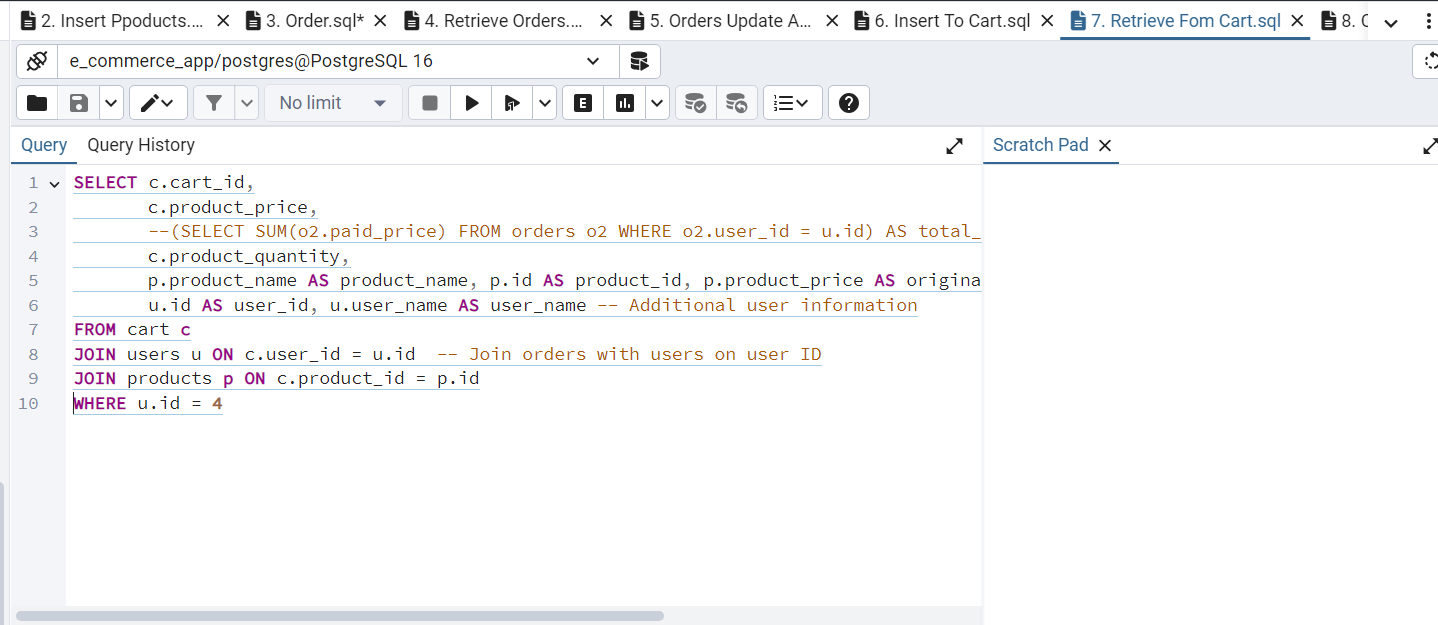 2. Insert Pproducts.... 3. Order.sql* 4. Retrieve Orders.... 5. Orders Update A... 6. Insert To Cart.sql 7. Retrieve Fom Cart.sql 8.
e_commerce_app/postgres@PostgreSQL 16
No limit E
Query Query History Scratch Pad
1 SELECT c.cart_id,
2 c.product_price,
3 --(SELECT SUM(o2.paid_price) FROM orders o2 WHERE o2.user_id = u.id) AS total_
4 c.product_quantity,
5 p.product_name AS product_name, p.id AS product_id, p.product_price AS origina
6 u.id AS user_id, u.user_name AS user_name -- Additional user information
7 FROM cart c
8 JOIN users u ON c.user_id = u.id -- Join orders with users on user ID
9 JOIN products p ON c.product_id = p.id
10 WHERE u.id = 4